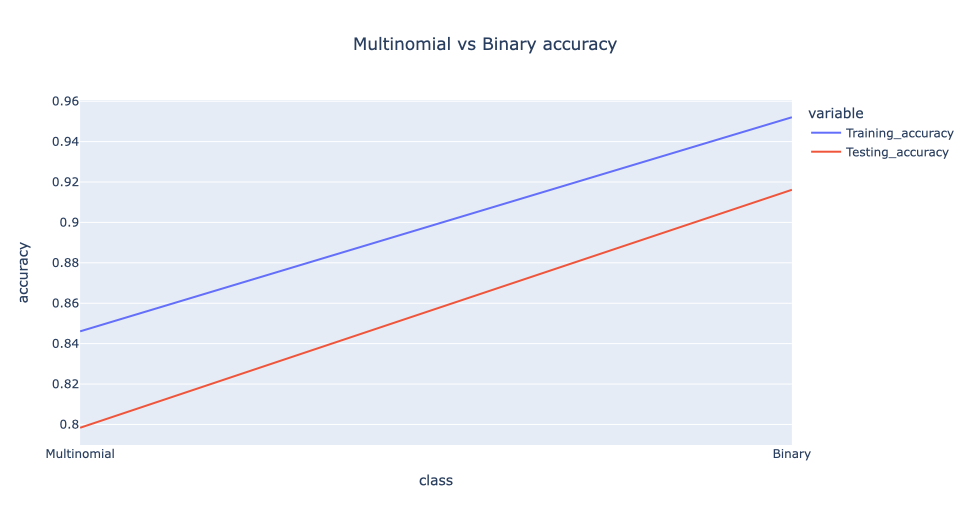 Multinomial vs Binary accuracy
variable
Training_accuracy
Testing_accuracy
accuracy
0.96
0.94
0.92
0.9
0.88
0.86
0.84
0.82
0.8
Multinomial
Binary
class